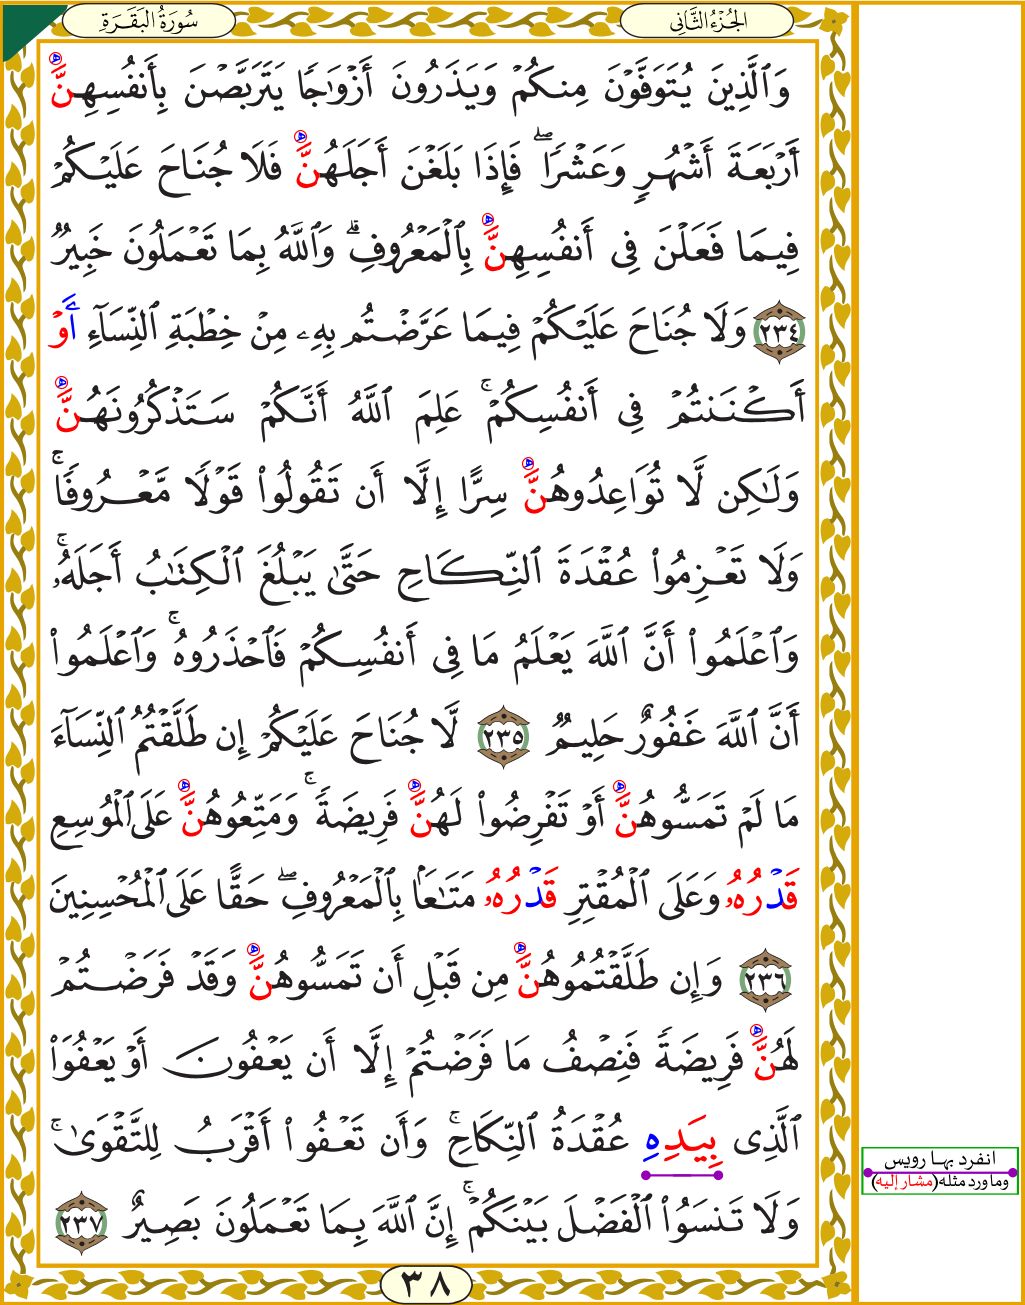 سُورَةُ البَقَرَةِ
الجُزْءُ الثَّانِي
وَٱلَّذِينَ يُتَوَفَّوْنَ مِنكُمْ وَيَذَرُونَ أَزْوَٰجًا يَتَرَبَّصْنَ بِأَنفُسِهِنَّ
أَرْبَعَةَ أَشْهُرٍ وَعَشْرًا ۖ فَإِذَا بَلَغْنَ أَجَلَهُنَّ فَلَا جُنَاحَ عَلَيْكُمْ
فِيمَا فَعَلْنَ فِى أَنفُسِهِنَّ بِٱلْمَعْرُوفِ ۗ وَٱللَّهُ بِمَا تَعْمَلُونَ خَبِيرٌ
٢٣٤ وَلَا جُنَاحَ عَلَيْكُمْ فِيمَا عَرَّضْتُم بِهِۦ مِنْ خِطْبَةِ ٱلنِّسَآءِ أَوْ
أَكْنَنتُمْ فِى أَنفُسِكُمْ ۚ عَلِمَ ٱللَّهُ أَنَّكُمْ سَتَذْكُرُونَهُنَّ
وَلَٰكِن لَّا تُوَاعِدُوهُنَّ سِرًّا إِلَّا أَن تَقُولُوا۟ قَوْلًا مَّعْرُوفًا ۚ
وَلَا تَعْزِمُوا۟ عُقْدَةَ ٱلنِّكَاحِ حَتَّىٰ يَبْلُغَ ٱلْكِتَٰبُ أَجَلَهُۥ ۚ
وَٱعْلَمُوا۟ أَنَّ ٱللَّهَ يَعْلَمُ مَا فِى أَنفُسِكُمْ فَٱحْذَرُوهُ ۚ وَٱعْلَمُوا۟
أَنَّ ٱللَّهَ غَفُورٌ حَلِيمٌ ٢٣٥ لَّا جُنَاحَ عَلَيْكُمْ إِن طَلَّقْتُمُ ٱلنِّسَآءَ
مَا لَمْ تَمَسُّوهُنَّ أَوْ تَفْرِضُوا۟ لَهُنَّ فَرِيضَةً ۚ وَمَتِّعُوهُنَّ عَلَى ٱلْمُوسِعِ
قَدْرُهُۥ وَعَلَى ٱلْمُقْتِرِ قَدْرُهُۥ مَتَٰعًۢا بِٱلْمَعْرُوفِ ۖ حَقًّا عَلَى ٱلْمُحْسِنِينَ
٢٣٦ وَإِن طَلَّقْتُمُوهُنَّ مِن قَبْلِ أَن تَمَسُّوهُنَّ وَقَدْ فَرَضْتُمْ
لَهُنَّ فَرِيضَةً فَنِصْفُ مَا فَرَضْتُمْ إِلَّا أَن يَعْفُونَ أَوْ يَعْفُوَا۟
ٱلَّذِى بِيَدِهِ عُقْدَةُ ٱلنِّكَاحِ ۚ وَأَن تَعْفُوا۟ أَقْرَبُ لِلتَّقْوَىٰ ۚ
وَلَا تَنسَوُا۟ ٱلْفَضْلَ بَيْنَكُمْ ۚ إِنَّ ٱللَّهَ بِمَا تَعْمَلُونَ بَصِيرٌ ٢٣٧
انفرد بها رويس
وما ورد مثله (مشار إليه)
٣٨